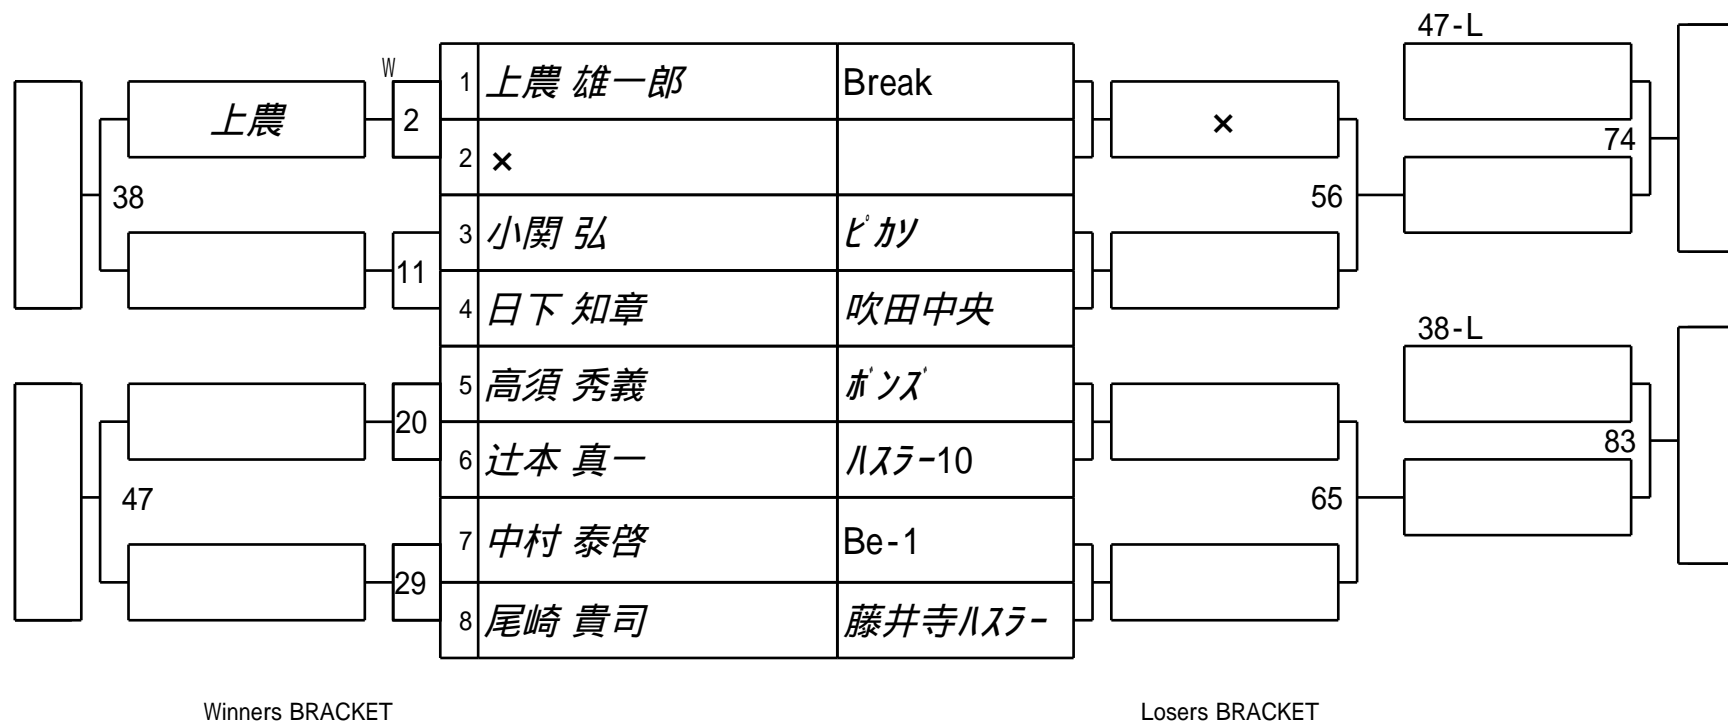 47-L
W
1 上農 雄一郎 Break
上農 2 × 74
2 ×
38 56
3 小関 弘 ピカソ
11
4 日下 知章 吹田中央
38-L
5 高須 秀義 ボンズ
20 83
6 辻本 真一 ハスラー10
47 65
7 中村 泰啓 Be-1
29
8 尾崎 貴司 藤井寺ハスラー
Winners BRACKET Losers BRACKET